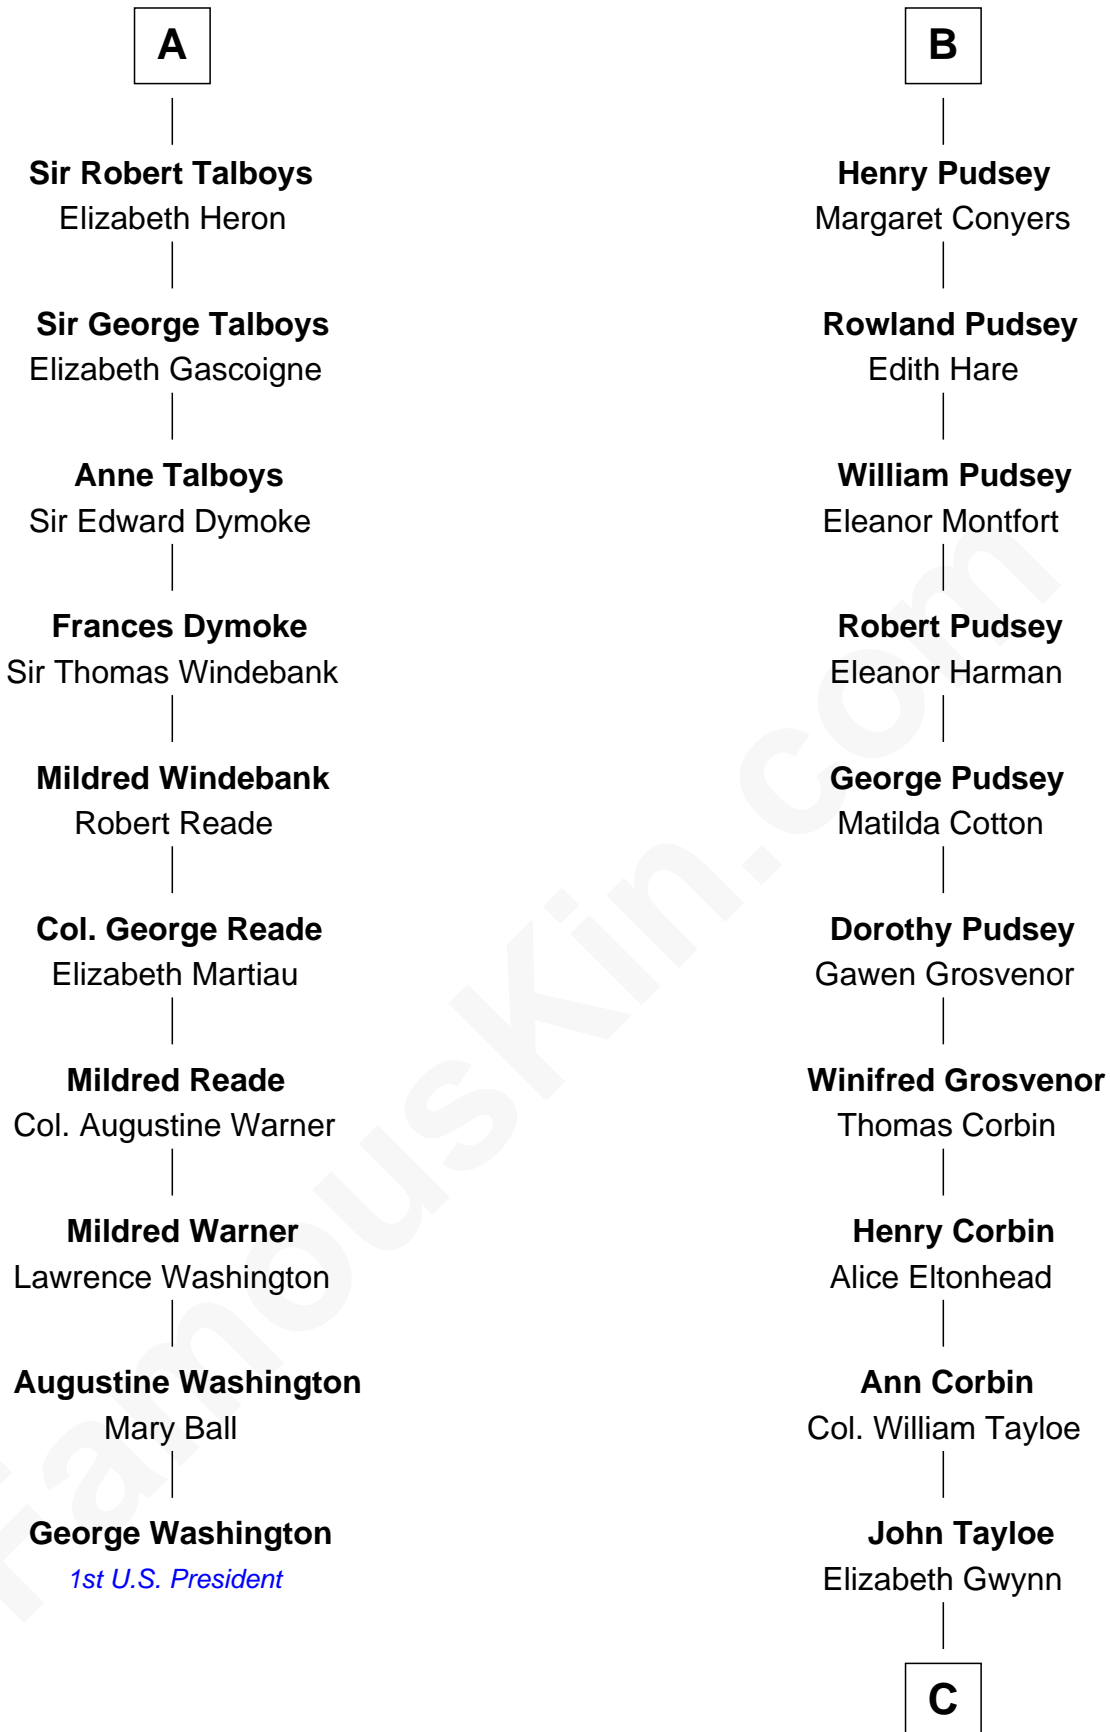 A
Sir Robert Talboys
Elizabeth Heron
Sir George Talboys
Elizabeth Gascoigne
Anne Talboys
Sir Edward Dymoke
Frances Dymoke
Sir Thomas Windebank
Mildred Windebank
Robert Reade
Col. George Reade
Elizabeth Martiau
Mildred Reade
Col. Augustine Warner
Mildred Warner
Lawrence Washington
Augustine Washington
Mary Ball
George Washington
1st U.S. President
B
Henry Pudsey
Margaret Conyers
Rowland Pudsey
Edith Hare
William Pudsey
Eleanor Montfort
Robert Pudsey
Eleanor Harman
George Pudsey
Matilda Cotton
Dorothy Pudsey
Gawen Grosvenor
Winifred Grosvenor
Thomas Corbin
Henry Corbin
Alice Eltonhead
Ann Corbin
Col. William Tayloe
John Tayloe
Elizabeth Gwynn
C
FamousKin.com